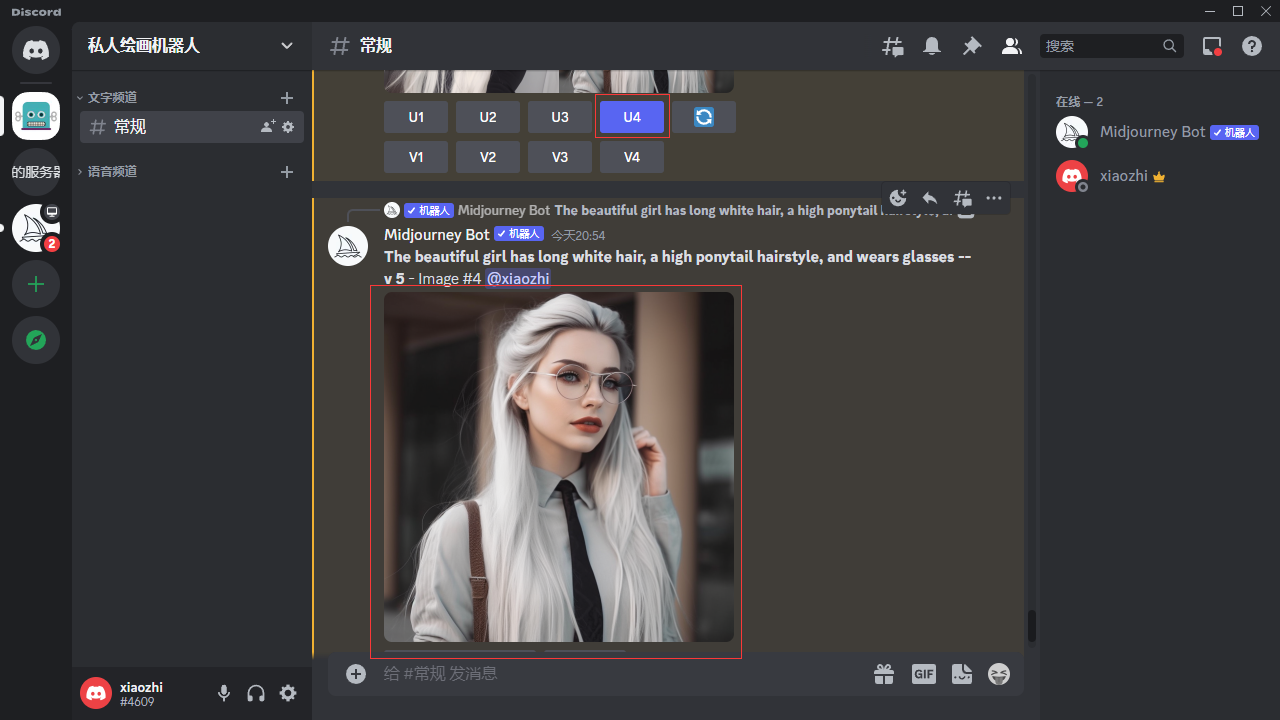 Discord
私人绘画机器人
常规
搜索
文字频道
常规
语音频道
的服务器
2
U1 U2 U3 U4
V1 V2 V3 V4
机器人 Midjourney Bot The beautiful girl has long white hair, a high ponytail
Midjourney Bot 机器人 今天20:54
The beautiful girl has long white hair, a high ponytail hairstyle, and wears glasses --
v 5 - Image #4 @xiaozhi
给 #常规 发消息
GIF
在线 — 2
Midjourney Bot 机器人
xiaozhi
xiaozhi
#4609